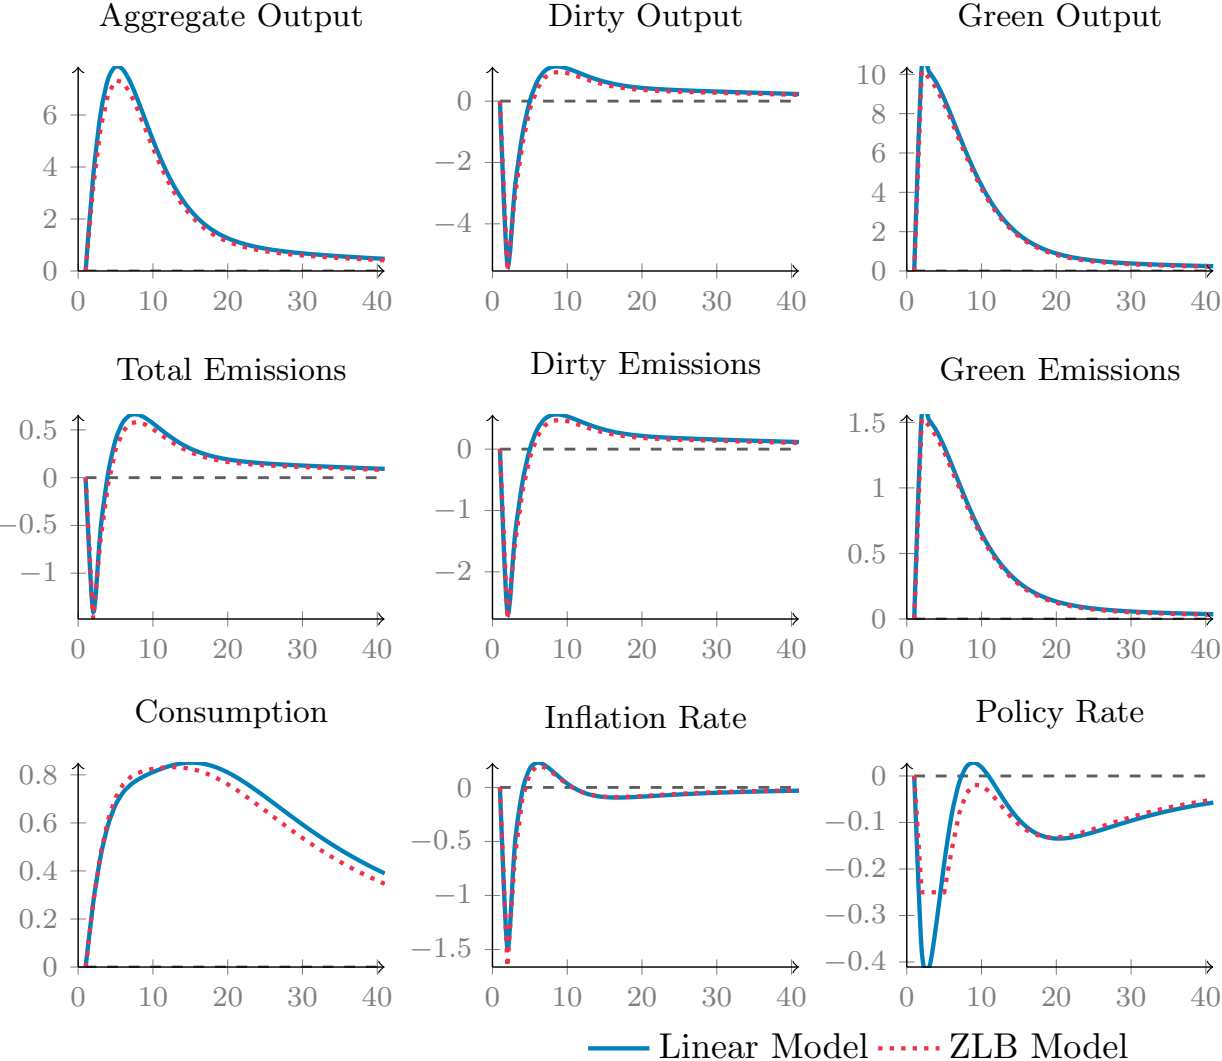 Aggregate Output
Dirty Output
Green Output
6
4
2
0
0 10 20 30 40
0
−2
−4
0 10 20 30 40
10
8
6
4
2
0
0 10 20 30 40
Total Emissions
Dirty Emissions
Green Emissions
0.5
0
−0.5
−1
0 10 20 30 40
0
−1
−2
0 10 20 30 40
1.5
1
0.5
0
0 10 20 30 40
Consumption
Inflation Rate
Policy Rate
0.8
0.6
0.4
0.2
0
0 10 20 30 40
0
−0.5
−1
−1.5
0 10 20 30 40
0
−0.1
−0.2
−0.3
−0.4
0 10 20 30 40
Linear Model ZLB Model